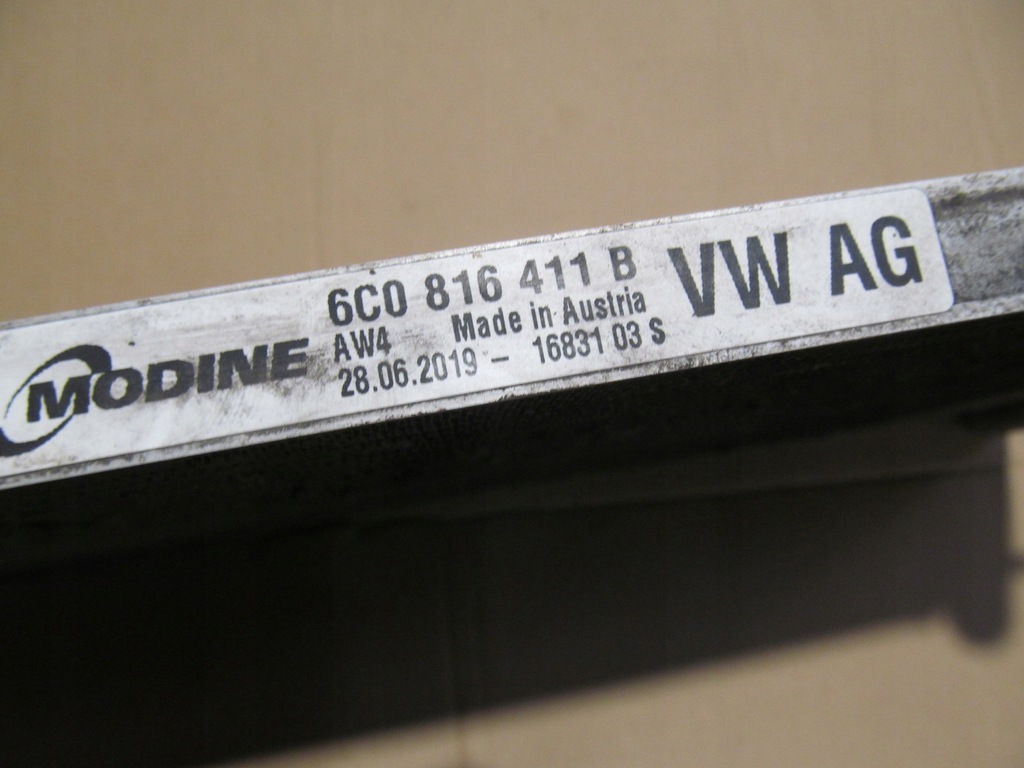 MODINE
6C0 816 411 B
AW4 Made in Austria
28.06.2019 - 16831 03 S
VW AG